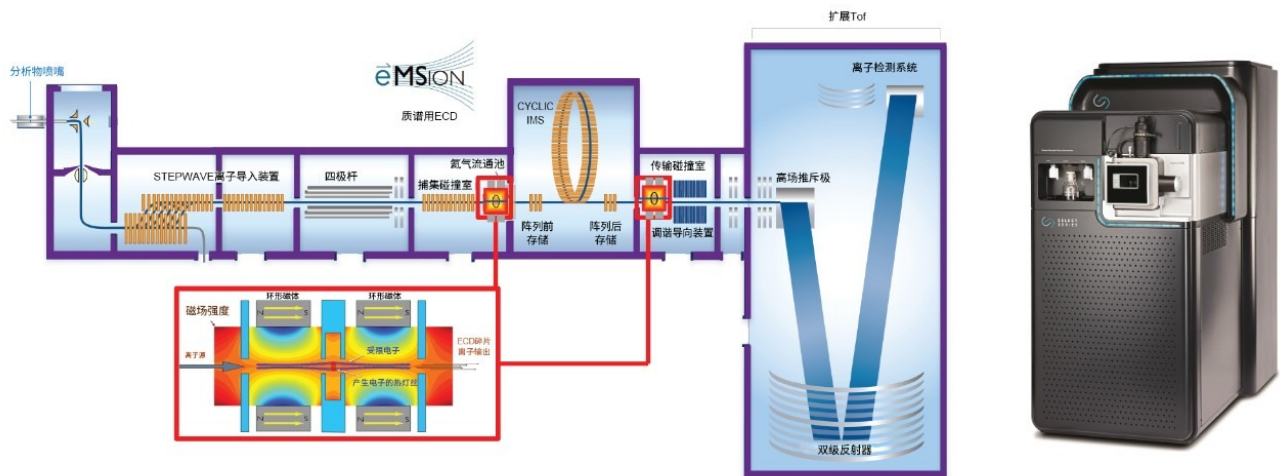 扩展Tof
分析物喷嘴
eMSION
质谱用ECD
CYCLIC
IMS
离子检测系统
STEPWAVE离子导入装置
四极杆
氦气流通池
捕集碰撞室
传输碰撞室
高场推斥极
阵列前
存储
阵列后
存储
调谐导向装置
环形磁体
环形磁体
磁场强度
N
S
N
S
离子源
受限电子
ECD碎片
离子输出
产生电子的热灯丝
N
S
N
S
双级反射器
SELECT
SERIES